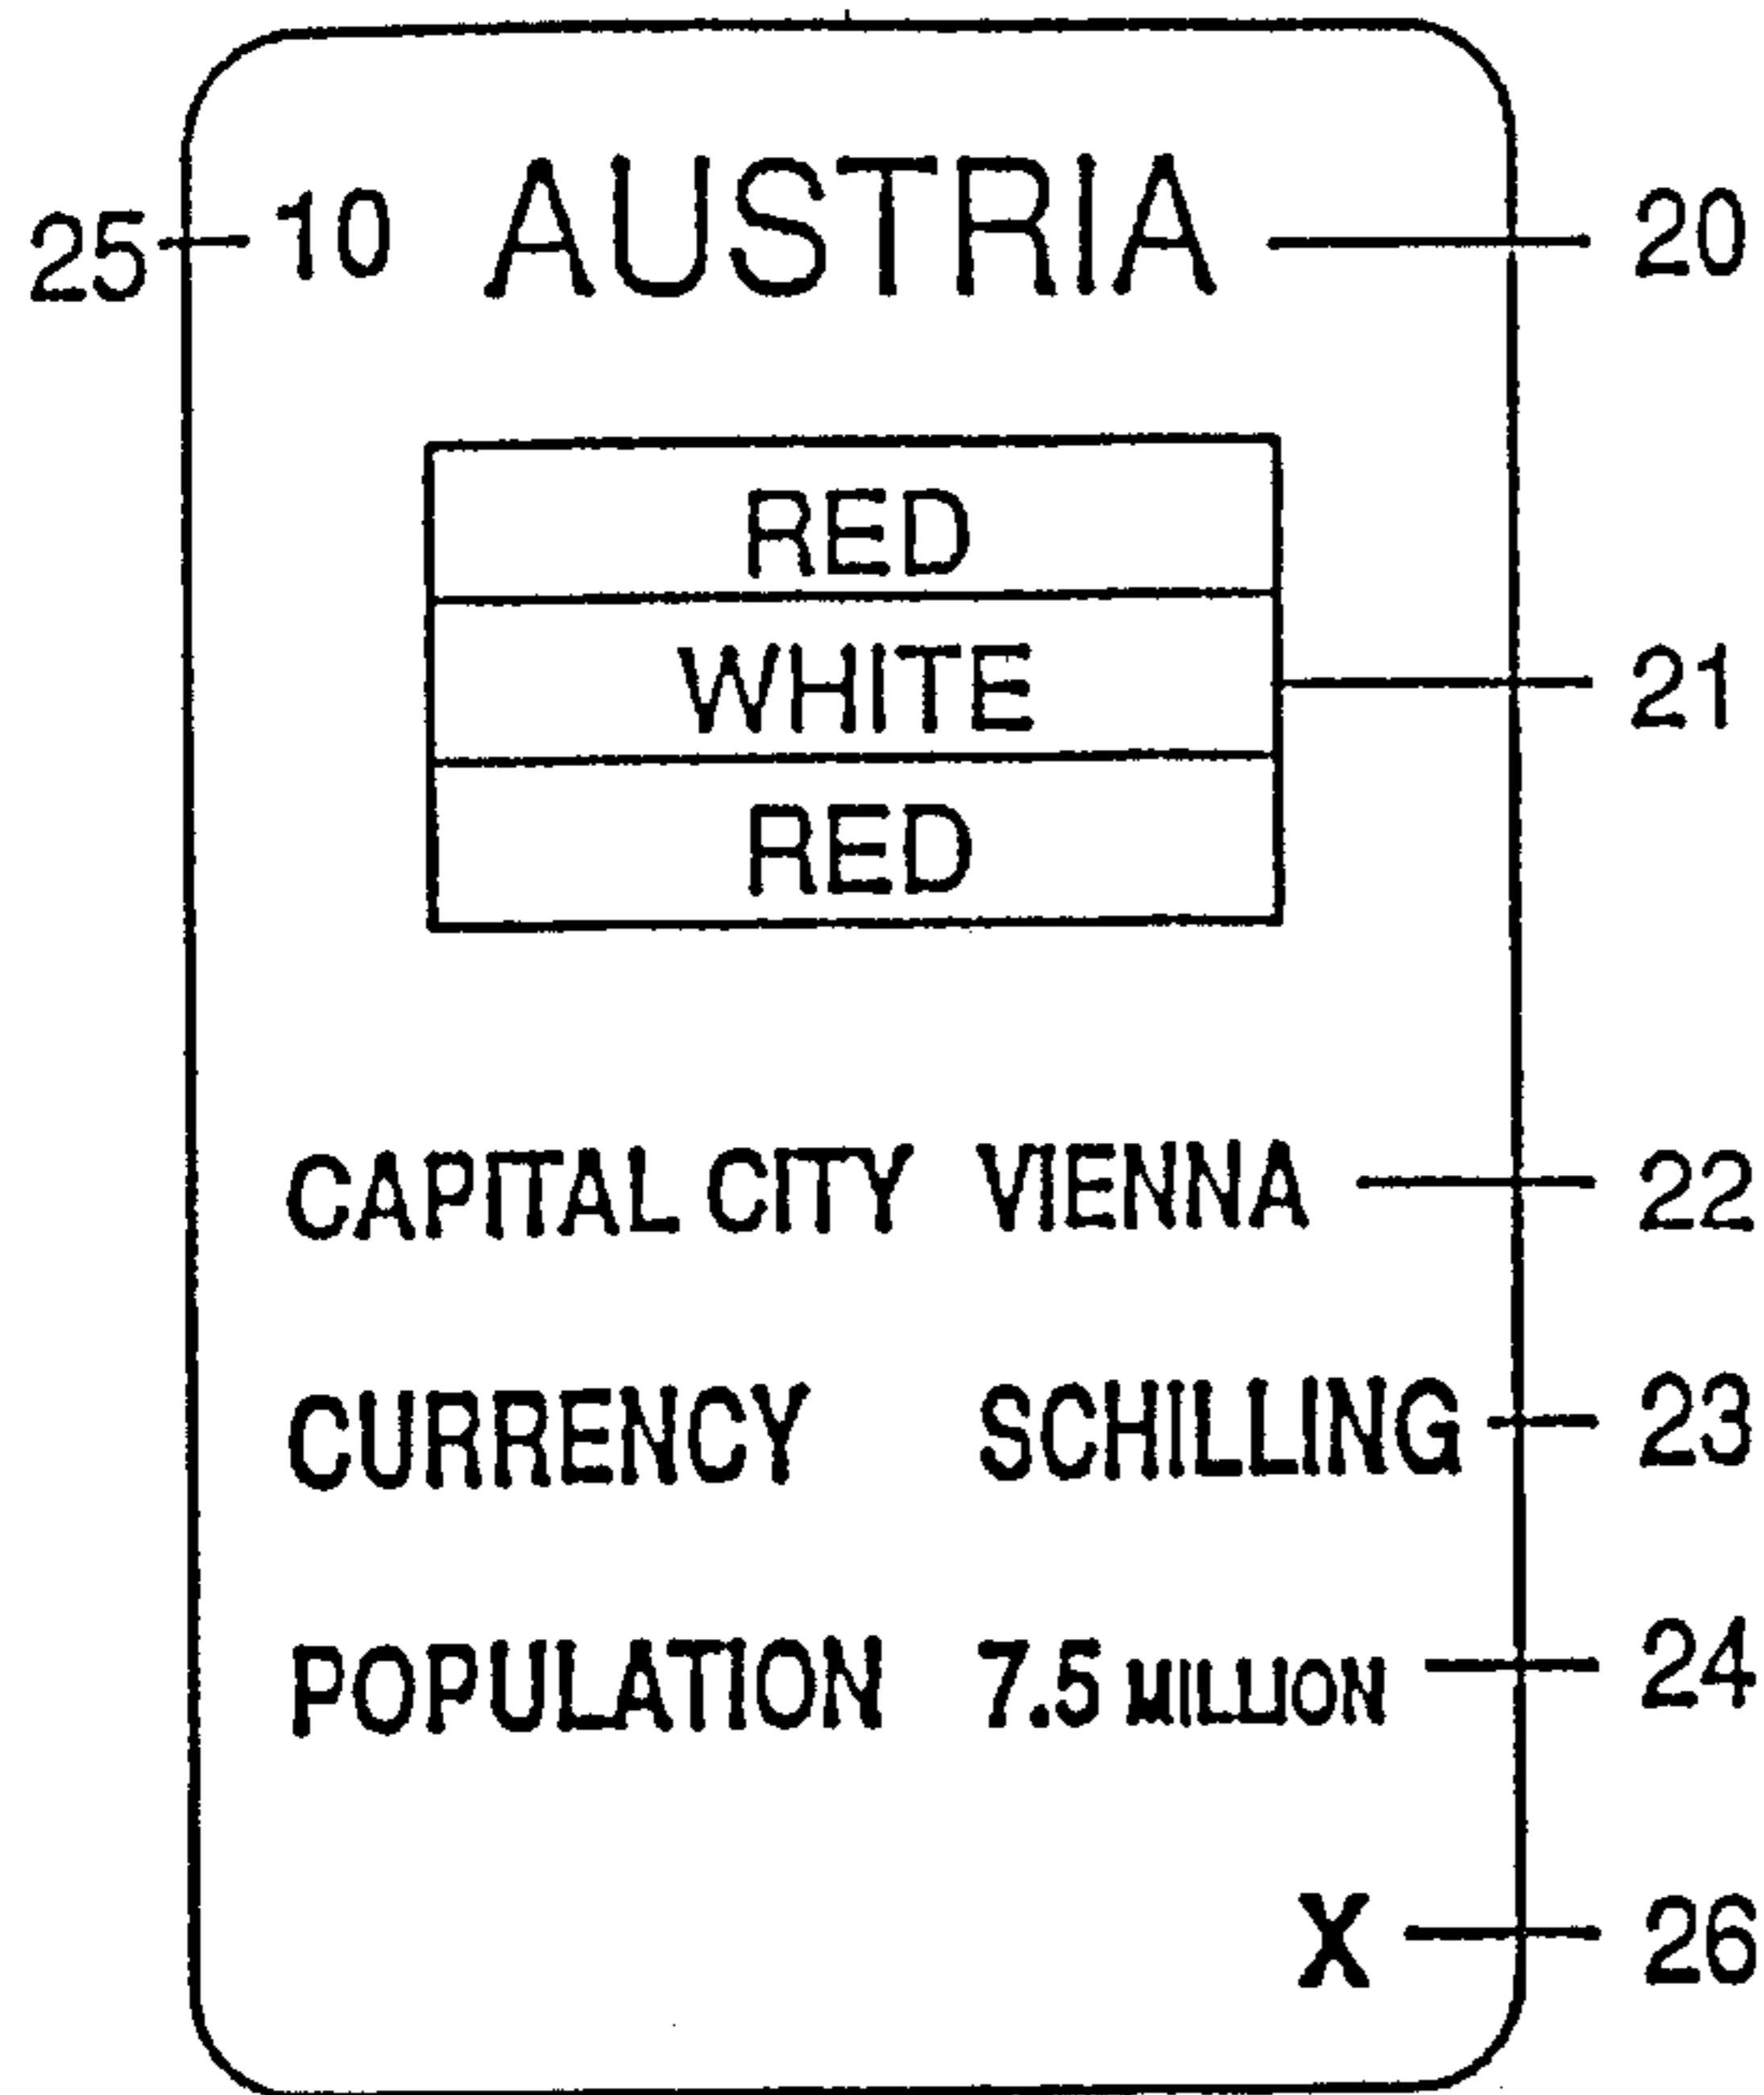 25 10 AUSTRIA 20
RED
WHITE 21
RED
CAPITAL CITY VIENNA 22
CURRENCY SCHILLING 23
POPULATION 7.5 MILLION 24
X 26